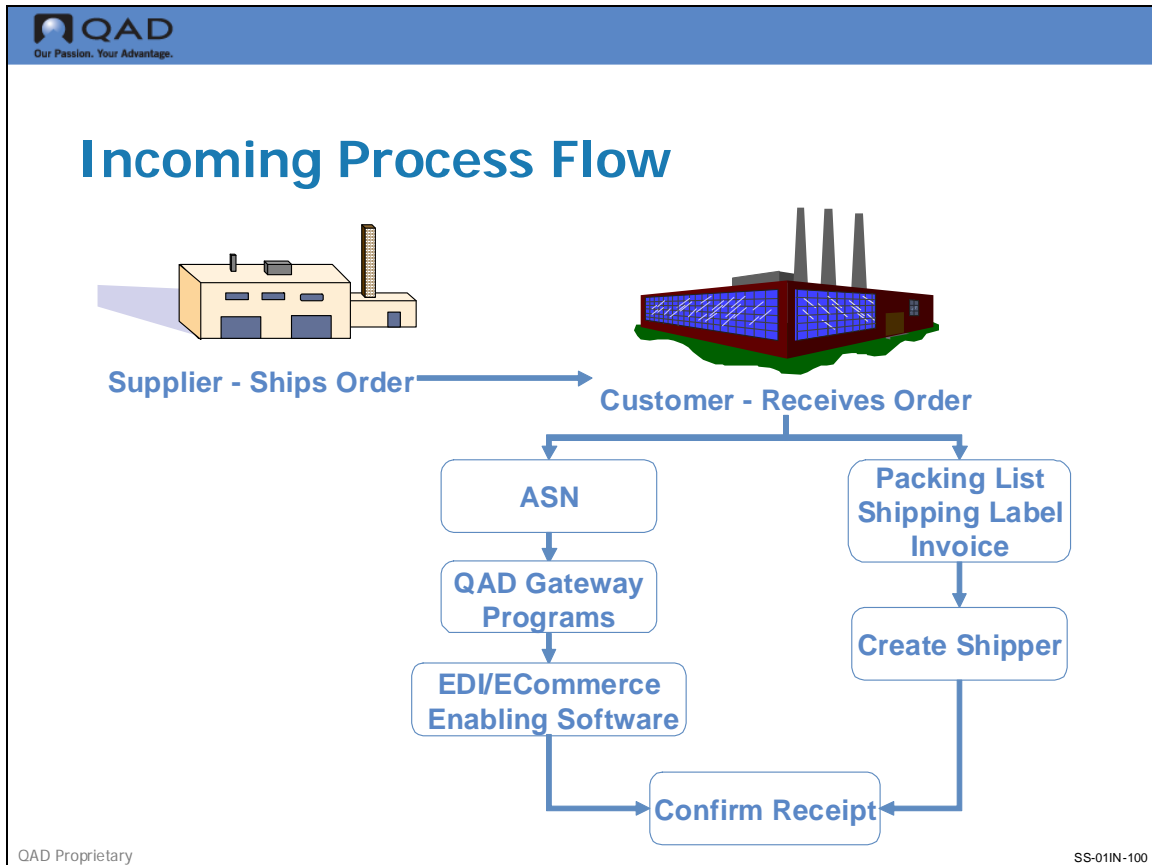 QAD
Our Passion. Your Advantage.
Incoming Process Flow
Supplier - Ships Order
Customer - Receives Order
ASN
QAD Gateway
Programs
EDI/ECommerce
Enabling Software
Packing List
Shipping Label
Invoice
Create Shipper
Confirm Receipt
QAD Proprietary
SS-01IN-100